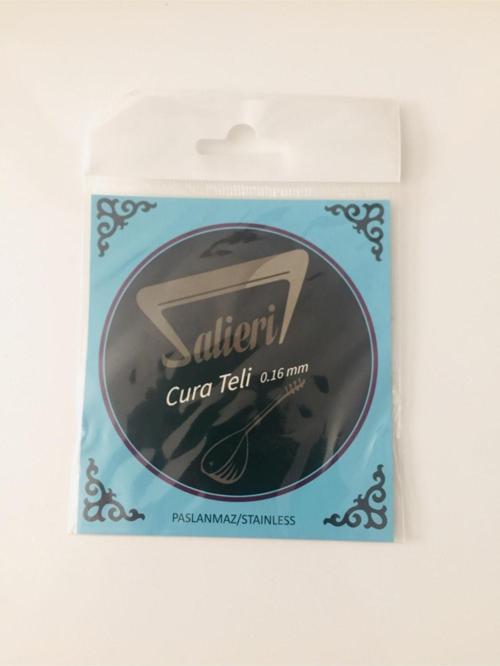 Salieri
Cura Teli 0.16 mm
PASLANMAZ/STAINLESS